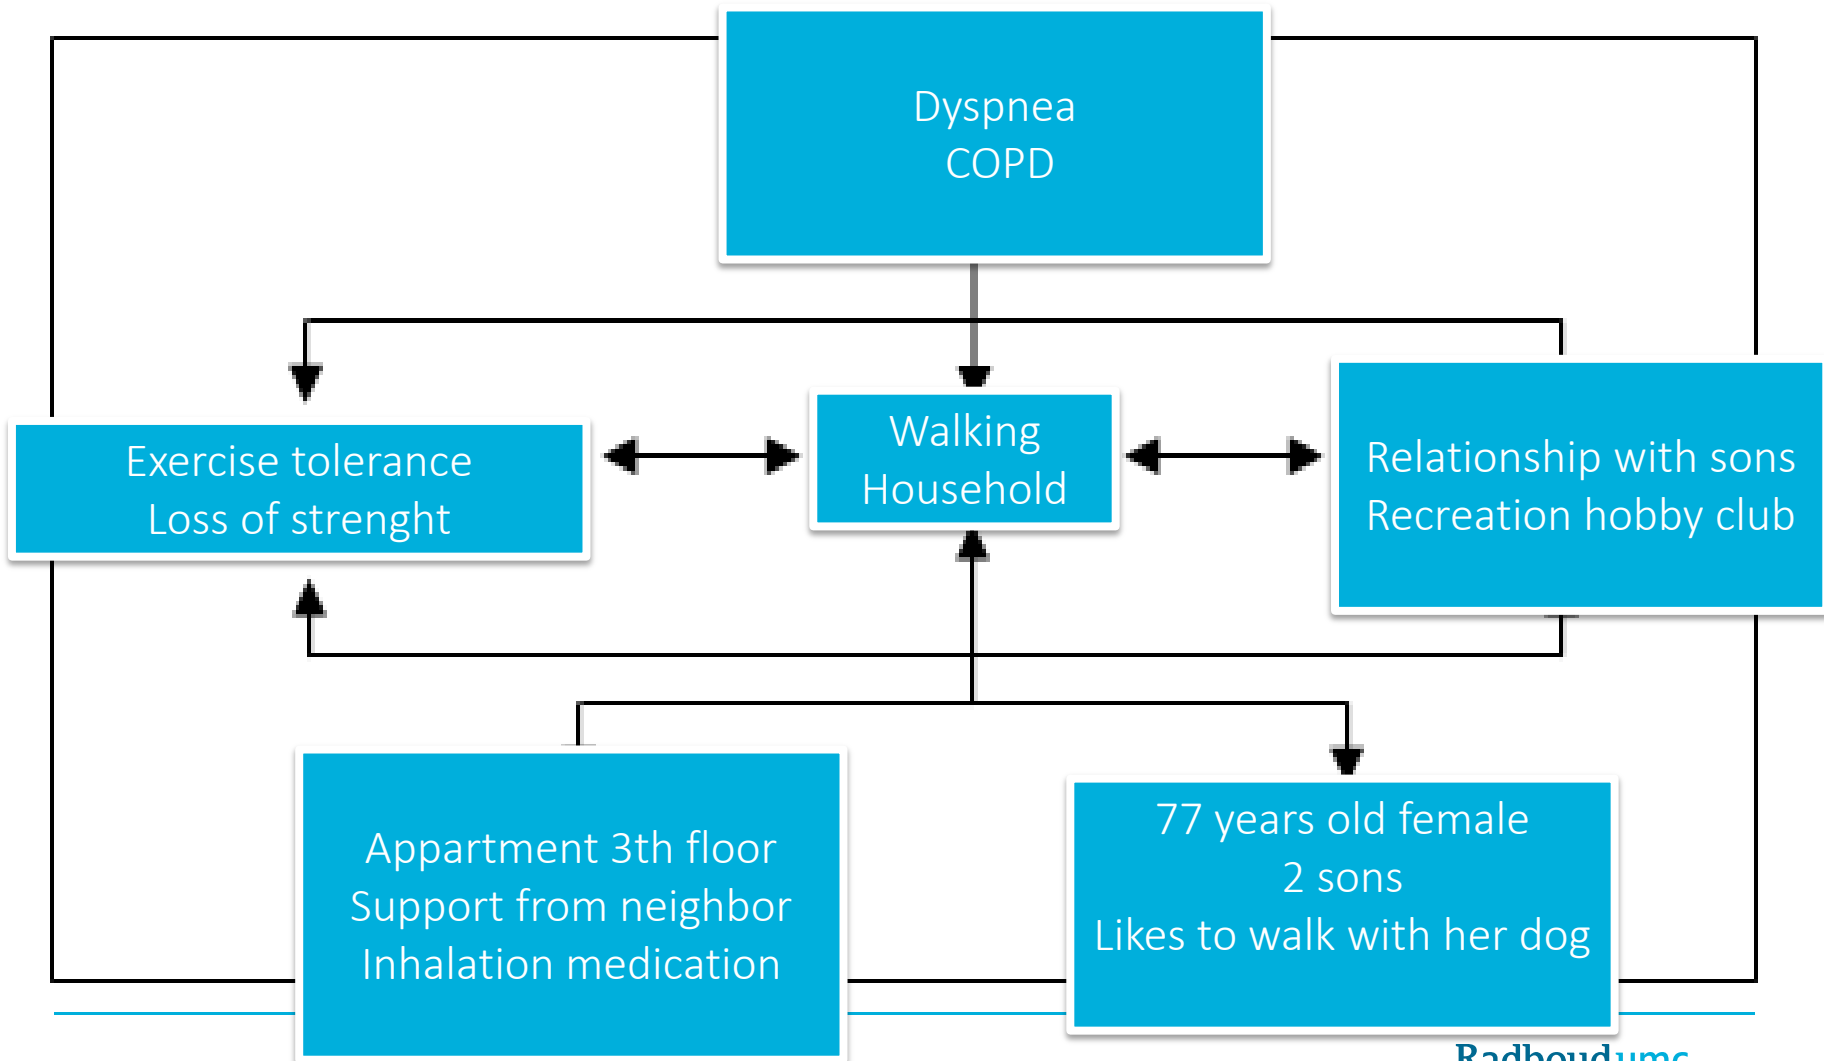 Dyspnea
COPD
Exercise tolerance
Loss of strenght
Walking
Household
Relationship with sons
Recreation hobby club
Appartment 3th floor
Support from neighbor
Inhalation medication
77 years old female
2 sons
Likes to walk with her dog
Radboudumc